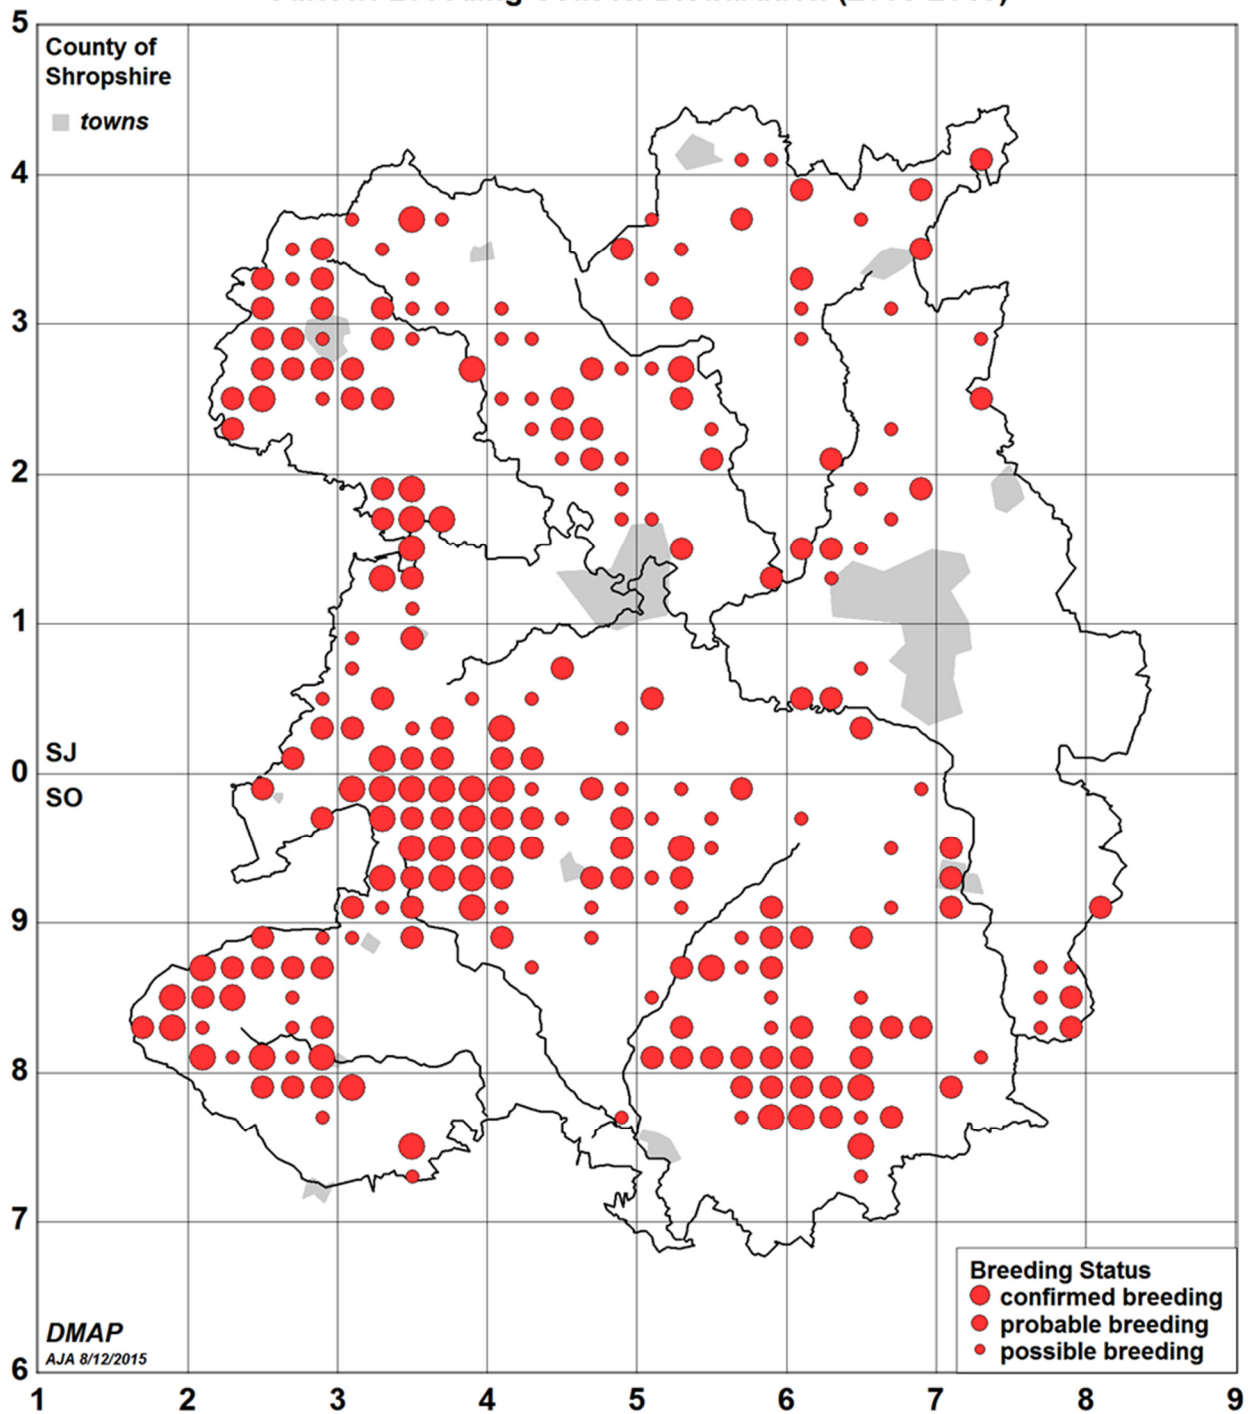 County of
Shropshire
towns
SJ
SO
Breeding Status
confirmed breeding
probable breeding
possible breeding
DMAP
AJA 8/12/2015
5
4
3
2
1
0
9
8
7
6
1 2 3 4 5 6 7 8 9